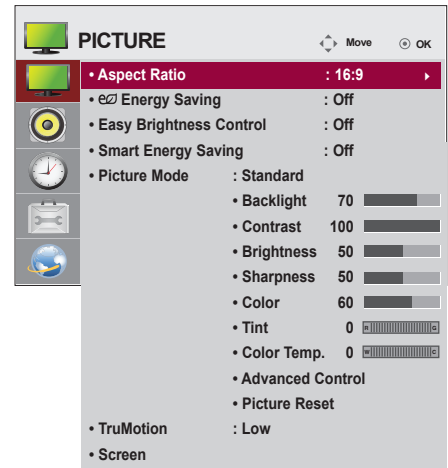 PICTURE Move OK
• Aspect Ratio : 16:9
• Energy Saving : Off
• Easy Brightness Control : Off
• Smart Energy Saving : Off
• Picture Mode : Standard
• Backlight 70
• Contrast 100
• Brightness 50
• Sharpness 50
• Color 60
• Tint 0 R G
• Color Temp. 0 W C
• Advanced Control
• Picture Reset
• TruMotion : Low
• Screen